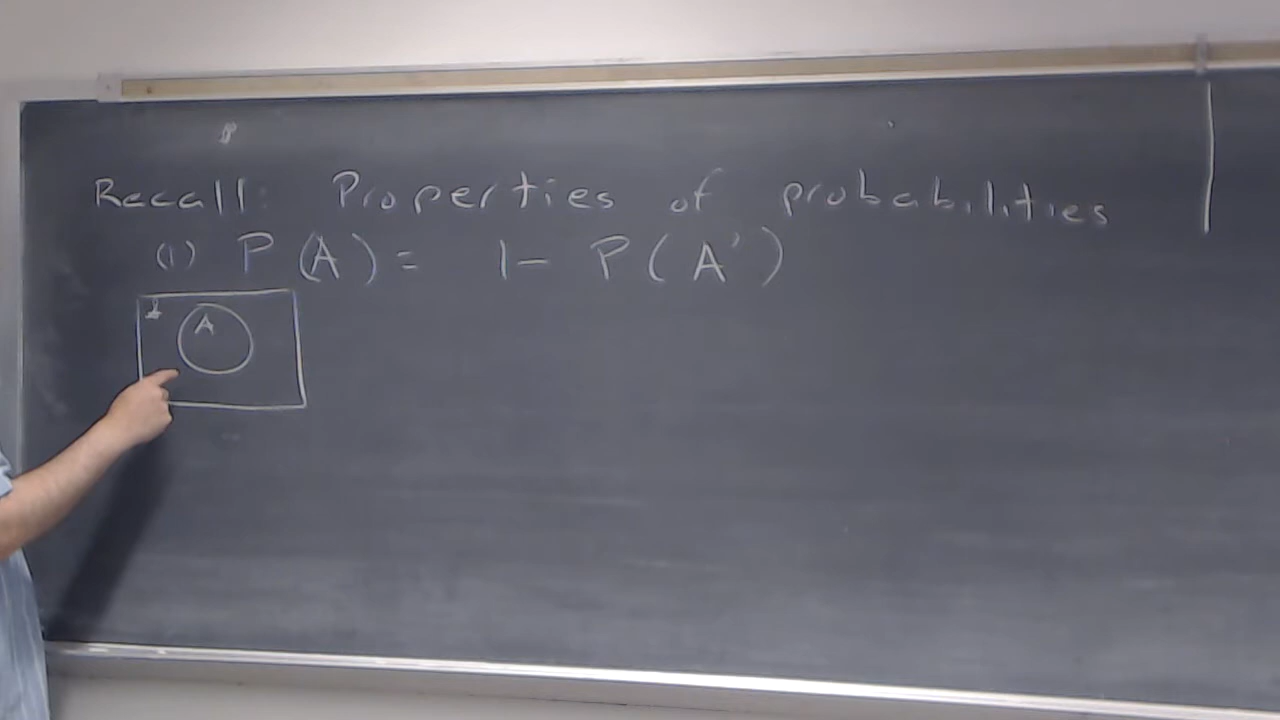 Recall: Properties of probabilities
(1) P(A) = 1 - P(A')
A